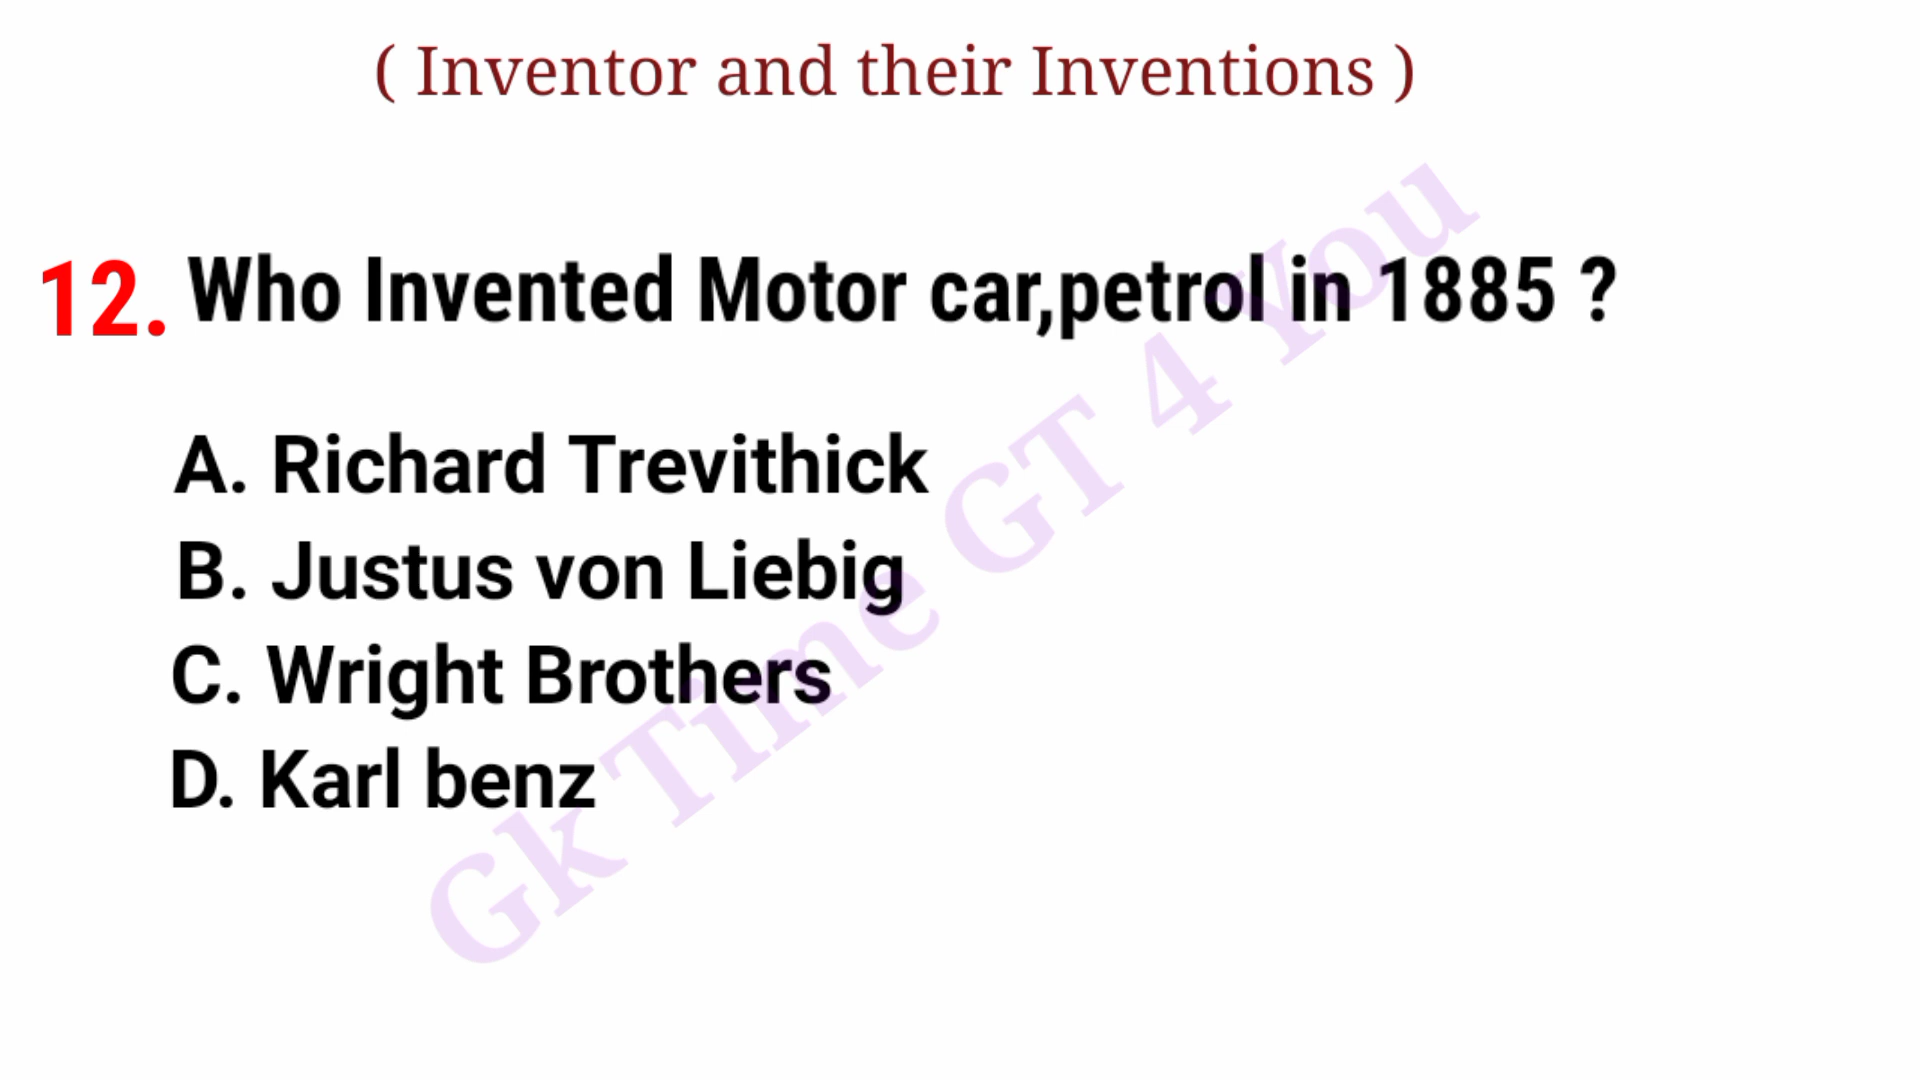 ( Inventor and their Inventions )
12. Who Invented Motor car,petrol in 1885 ?
A. Richard Trevithick
B. Justus von Liebig
C. Wright Brothers
D. Karl benz
Gk Time GT 4 You